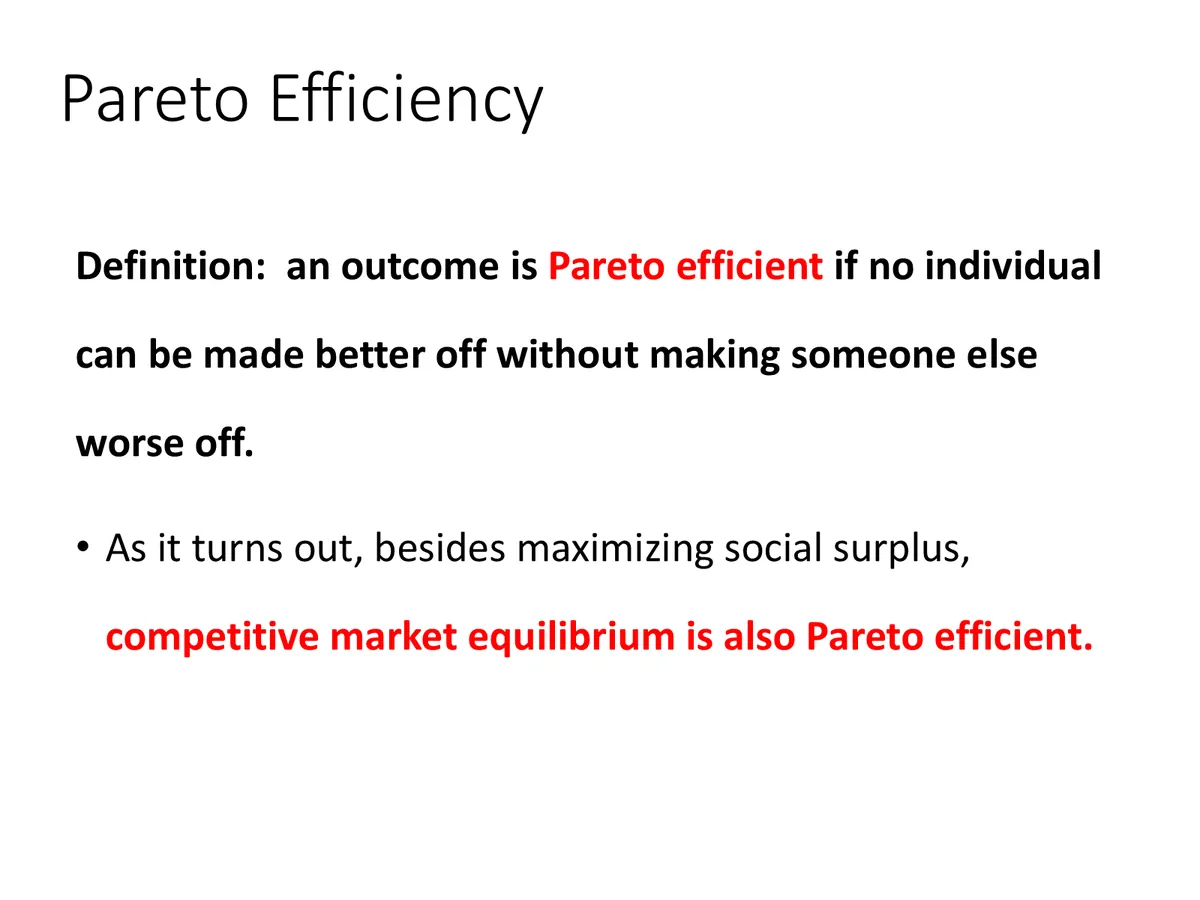 Pareto Efficiency
Definition:  an outcome is Pareto efficient if no individual
can be made better off without making someone else
worse off.
• As it turns out, besides maximizing social surplus,
competitive market equilibrium is also Pareto efficient.